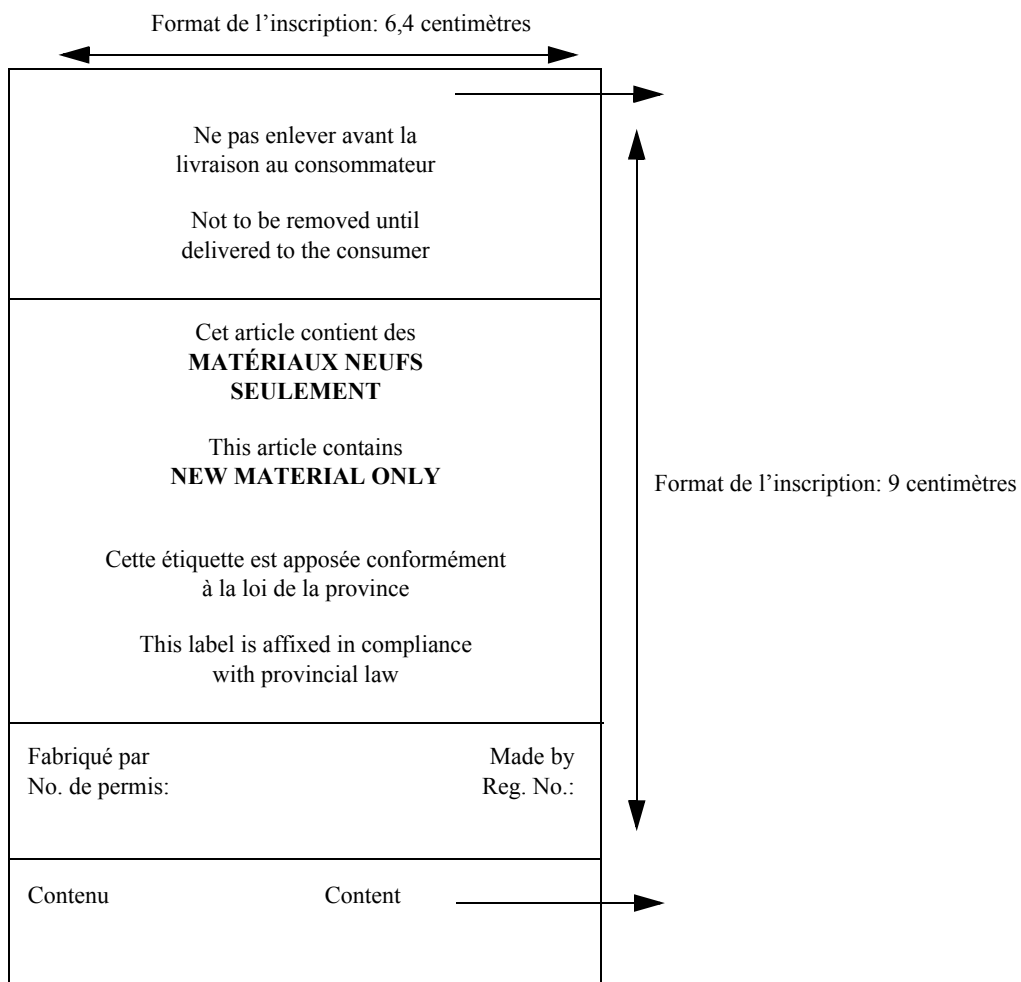 Format de l’inscription: 6,4 centimètres
Ne pas enlever avant la
livraison au consommateur
Not to be removed until
delivered to the consumer
Cet article contient des
MATÉRIAUX NEUFS
SEULEMENT
This article contains
NEW MATERIAL ONLY
Format de l’inscription: 9 centimètres
Cette étiquette est apposée conformément
à la loi de la province
This label is affixed in compliance
with provincial law
Fabriqué par Made by
No. de permis: Reg. No.:
Contenu Content